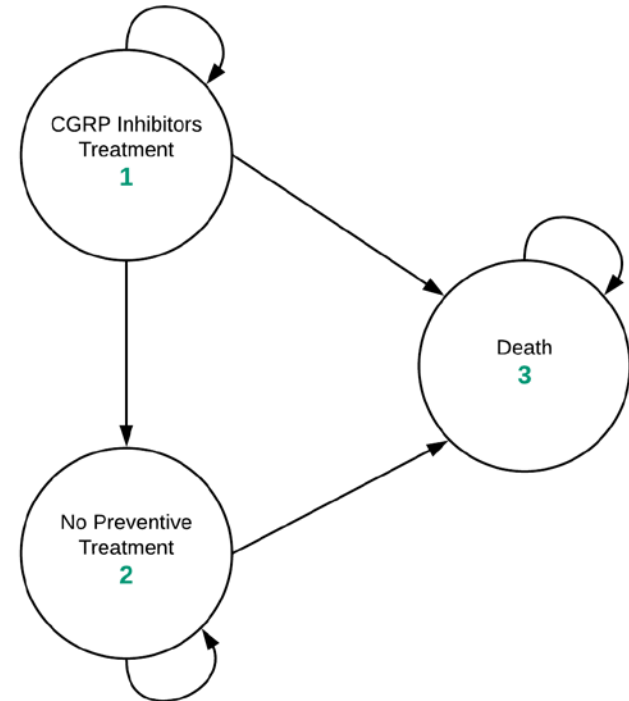 CGRP Inhibitors
Treatment
1
Death
3
No Preventive
Treatment
2